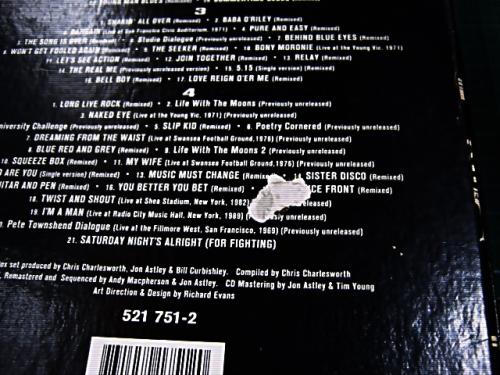 3
1. SHAKIN' ALL OVER (Remixed) • 2. BABA O'RILEY (Remixed)
(Live at San Francisco Civic Auditorium, 1971) • 4. PURE AND EASY (Remixed)
5. THE SONG IS OVER (Remixed) • 6. Studio Dialogue (Previously unreleased) • 7. BEHIND BLUE EYES (Remixed)
WON'T GET FOOLED AGAIN (Remixed) • 9. THE SEEKER (Remixed) • 10. BONY MORONIE (Live at the Young Vic. 1971)
11. LET'S SEE ACTION (Remixed) • 12. JOIN TOGETHER (Remixed) • 13. RELAY (Remixed)
14. THE REAL ME (Previously unreleased version) • 15. 5.15 (Single version) (Remixed)
16. BELL BOY (Remixed) • 17. LOVE REIGN O'ER ME (Remixed)
4
1. LONG LIVE ROCK (Remixed) • 2. Life With The Moons (Previously unreleased)
3. NAKED EYE (Live at the Young Vic, 1971) (Previously unreleased)
University Challenge (Previously unreleased) • 5. SLIP KID (Remixed) • 6. Poetry Cornered (Previously unreleased)
7. DREAMING FROM THE WAIST (Live at Swansea Football Ground,1976) (Previously unreleased)
8. BLUE RED AND GREY (Remixed) • 9. Life With The Moons 2 (Previously unreleased)
10. SQUEEZE BOX (Remixed) • 11. MY WIFE (Live at Swansea Football Ground,1976) (Previously unreleased)
ARE YOU (Single version) (Remixed) • 13. MUSIC MUST CHANGE (Remixed) • 14. SISTER DISCO (Remixed)
GUITAR AND PEN (Remixed) • 16. YOU BETTER YOU BET (Remixed) FRONT (Remixed)
18. TWIST AND SHOUT (Live at Shea Stadium, New York, 1982) (Previously unreleased)
19. I'M A MAN (Live at Radio City Music Hall, New York, 1989) (Previously unreleased)
Pete Townshend Dialogue (Live at the Fillmore West, San Francisco, 1969) (Previously unreleased)
21. SATURDAY NIGHT'S ALRIGHT (FOR FIGHTING)
set produced by Chris Charlesworth, Jon Astley & Bill Curbishley. Compiled by Chris Charlesworth
Remastered and Sequenced by Andy Macpherson & Jon Astley. CD Mastering by Jon Astley & Tim Young
Art Direction & Design by Richard Evans
521 751-2